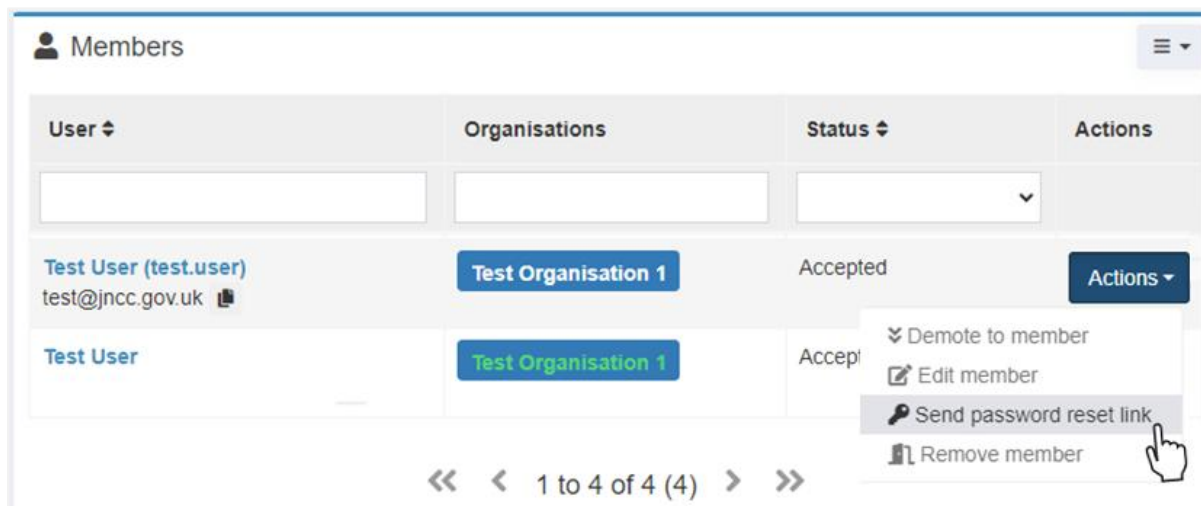 Members
User Organisations Status Actions
Test User (test.user) Test Organisation 1 Accepted Actions
test@jncc.gov.uk
Demote to member
Test User Test Organisation 1 Accept
Edit member
Send password reset link
Remove member
1 to 4 of 4 (4)